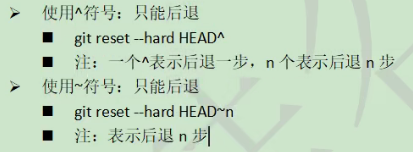 ➢ 使用^符号：只能后退
■ git reset --hard HEAD^
■ 注：一个^表示后退一步，n 个表示后退 n 步
➢ 使用~符号：只能后退
■ git reset --hard HEAD~n
■ 注：表示后退 n 步